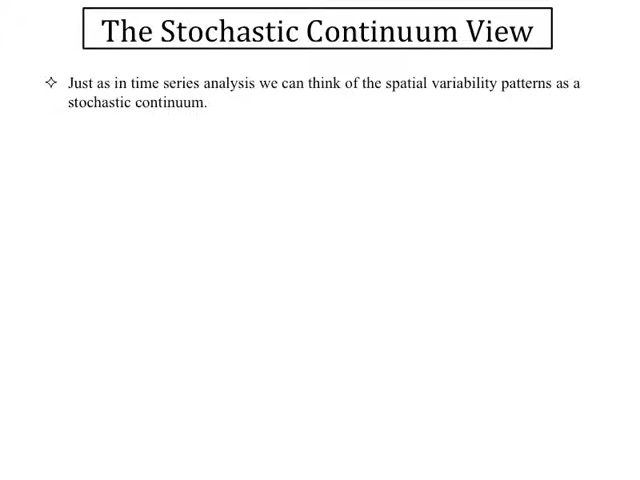 The Stochastic Continuum View
Just as in time series analysis we can think of the spatial variability patterns as a
stochastic continuum.